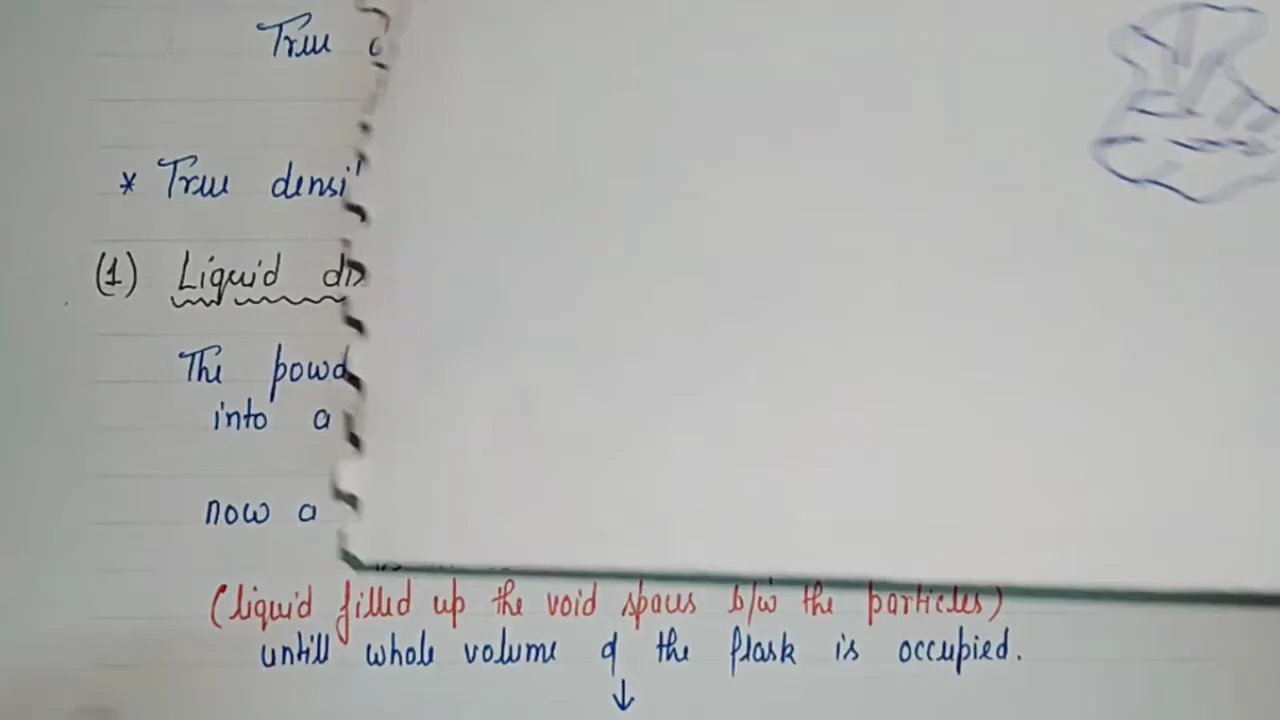 True
* True densi
(1) Liquid di
The powd
into a
now a
(liquid filled up the void spaces b/w the particles)
untill whole volume of the flask is occupied.
↓